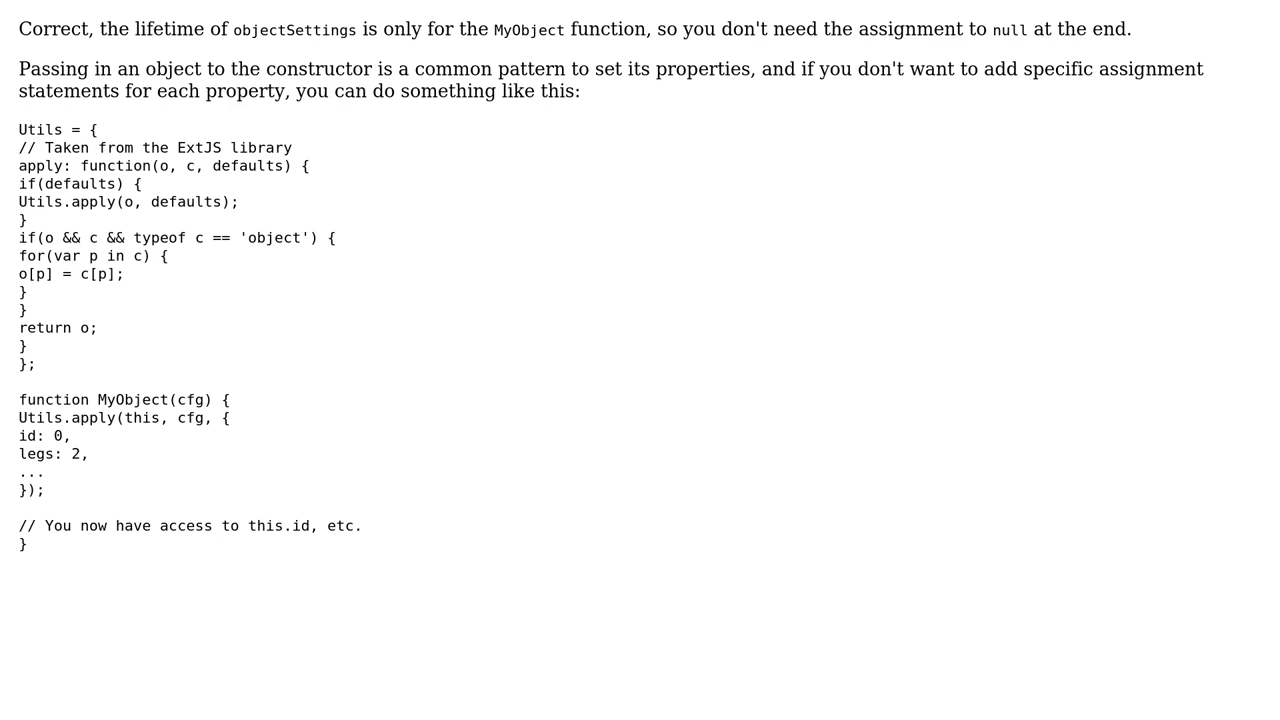 Correct, the lifetime of objectSettings is only for the MyObject function, so you don't need the assignment to null at the end.
Passing in an object to the constructor is a common pattern to set its properties, and if you don't want to add specific assignment
statements for each property, you can do something like this:
Utils = {
// Taken from the ExtJS library
apply: function(o, c, defaults) {
if(defaults) {
Utils.apply(o, defaults);
}
if(o && c && typeof c == 'object') {
for(var p in c) {
o[p] = c[p];
}
}
return o;
}
};
function MyObject(cfg) {
Utils.apply(this, cfg, {
id: 0,
legs: 2,
...
});
// You now have access to this.id, etc.
}